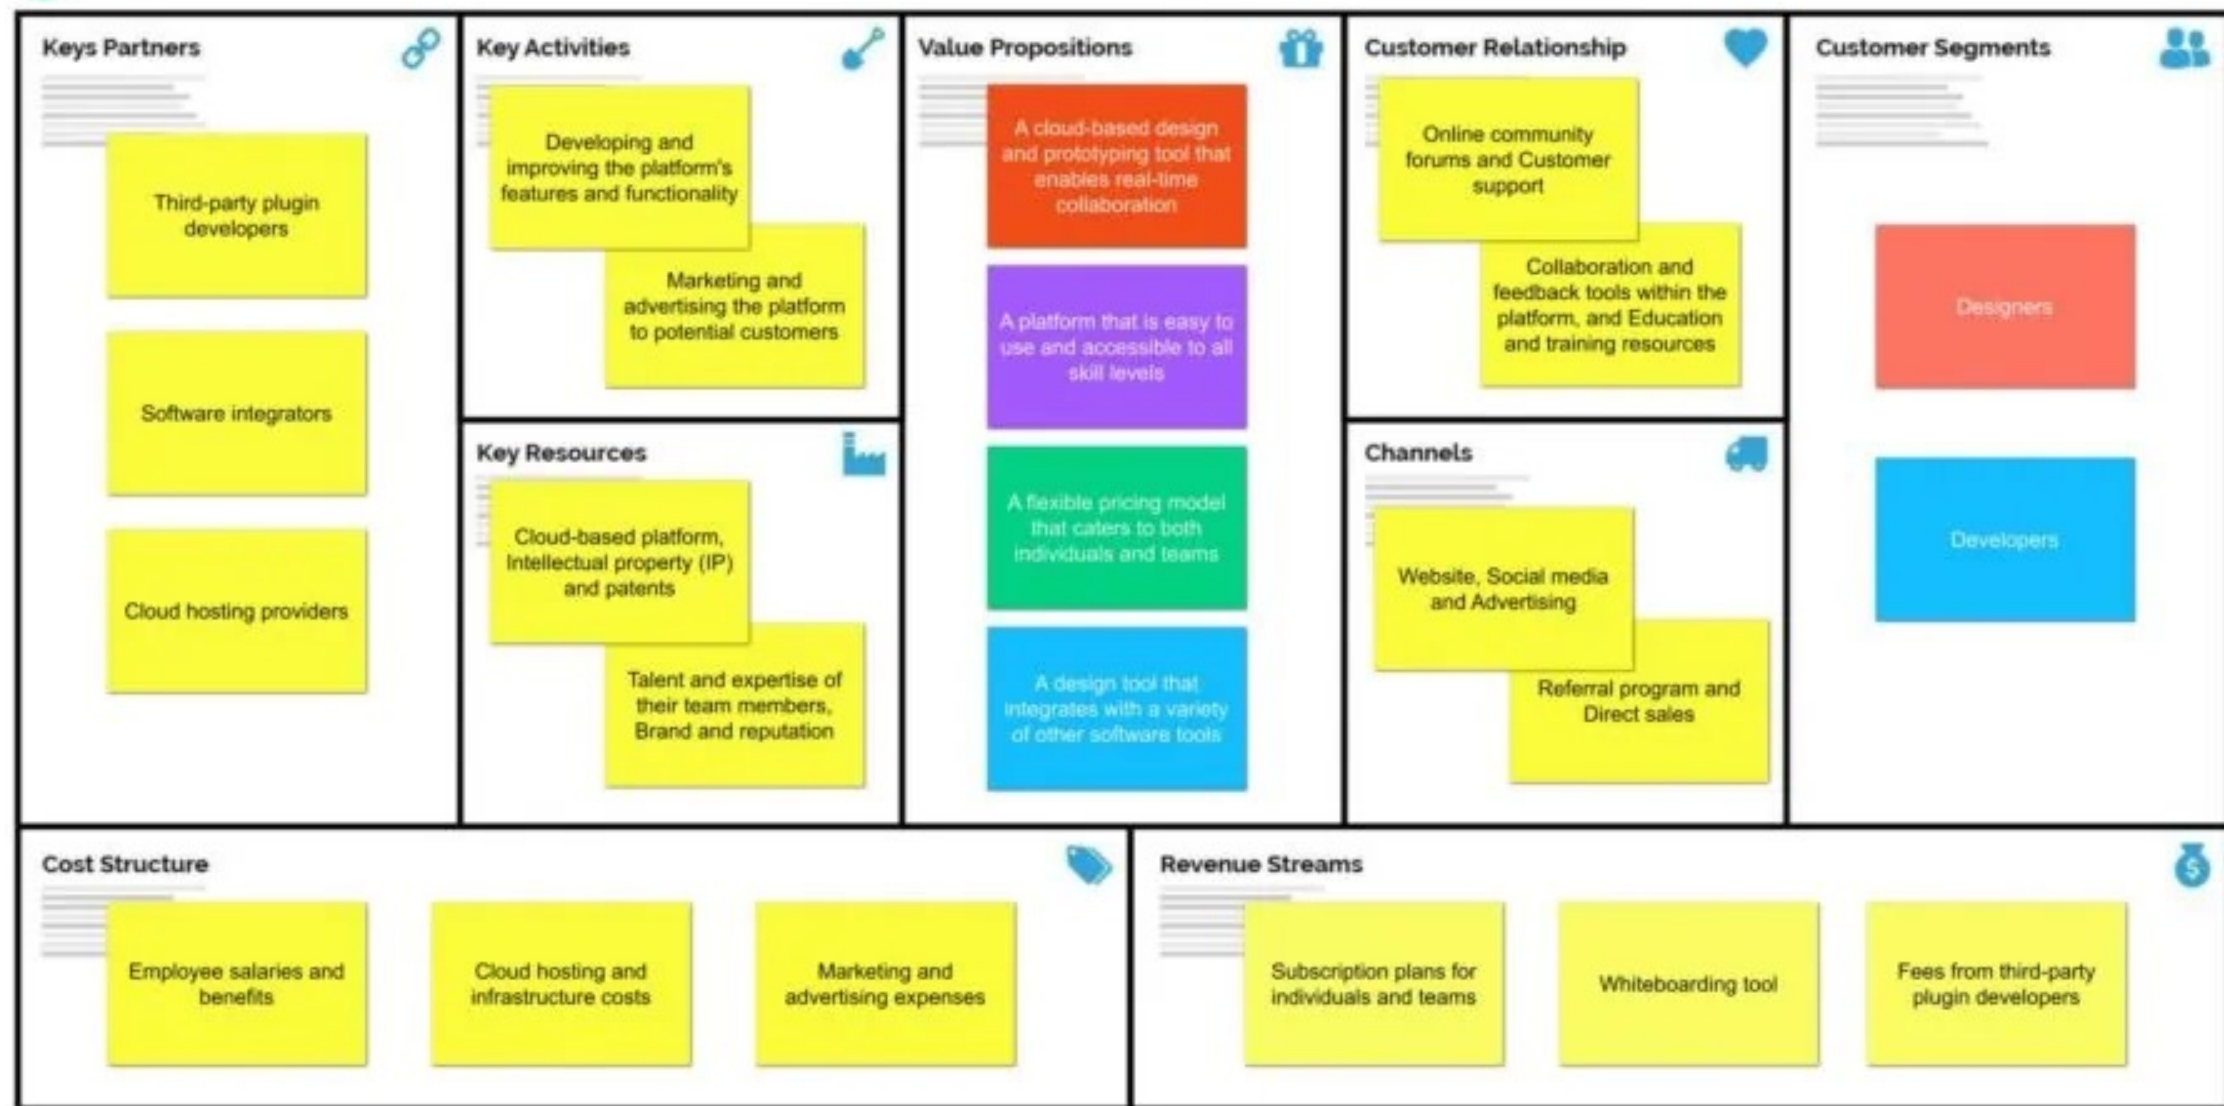 Keys Partners
Third-party plugin
developers
Software integrators
Cloud hosting providers
Key Activities
Developing and
improving the platform's
features and functionality
Marketing and
advertising the platform
to potential customers
Key Resources
Cloud-based platform,
Intellectual property (IP)
and patents
Talent and expertise of
their team members,
Brand and reputation
Value Propositions
A cloud-based design
and prototyping tool that
enables real-time
collaboration
A platform that is easy to
use and accessible to all
skill levels
A flexible pricing model
that caters to both
individuals and teams
A design tool that
integrates with a variety
of other software tools
Customer Relationship
Online community
forums and Customer
support
Collaboration and
feedback tools within the
platform, and Education
and training resources
Channels
Website, Social media
and Advertising
Referral program and
Direct sales
Customer Segments
Designers
Developers
Cost Structure
Employee salaries and
benefits
Cloud hosting and
infrastructure costs
Marketing and
advertising expenses
Revenue Streams
Subscription plans for
individuals and teams
Whiteboarding tool
Fees from third-party
plugin developers